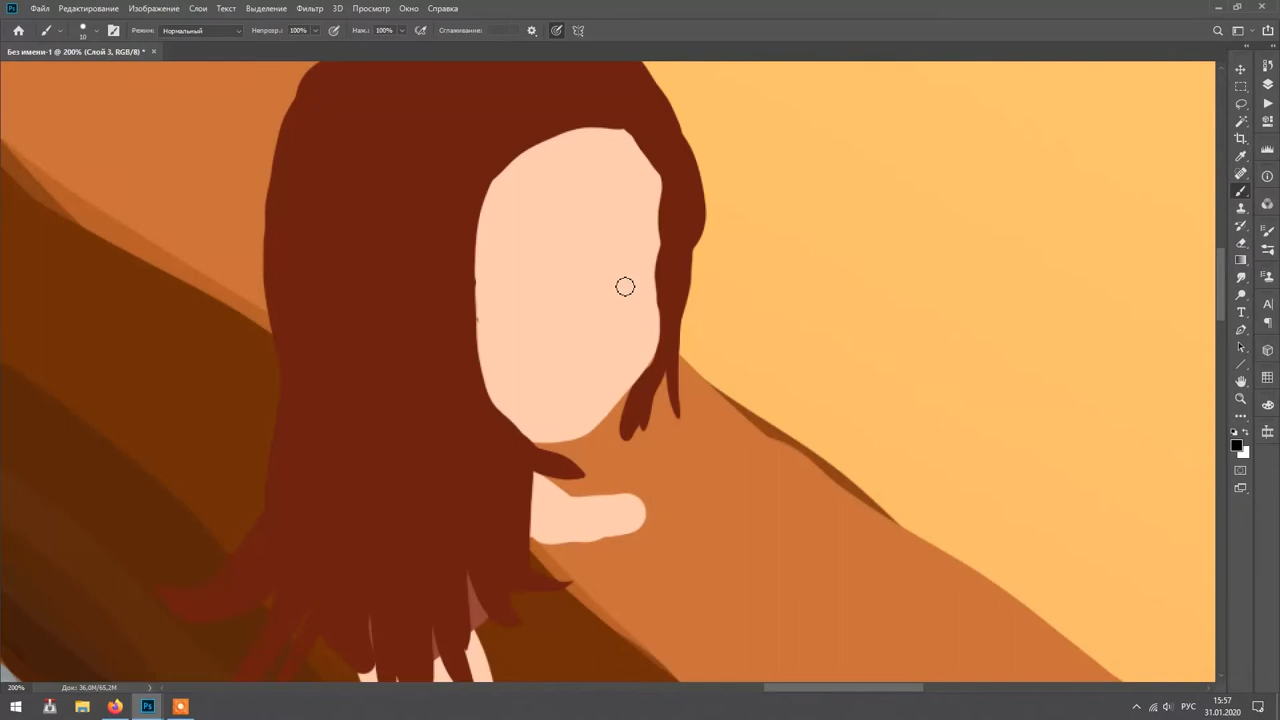 Файл Редактирование Изображение Слои Текст Выделение Фильтр 3D Просмотр Окно Справка
10 Режим: Нормальный Непрозр.: 100% Наж.: 100% Сглаживание:
Без имени-1 @ 200% (Слой 3, RGB/8) * ×
200% Док: 36,0M/65,2M
Ps РУС 15:57
31.01.2020